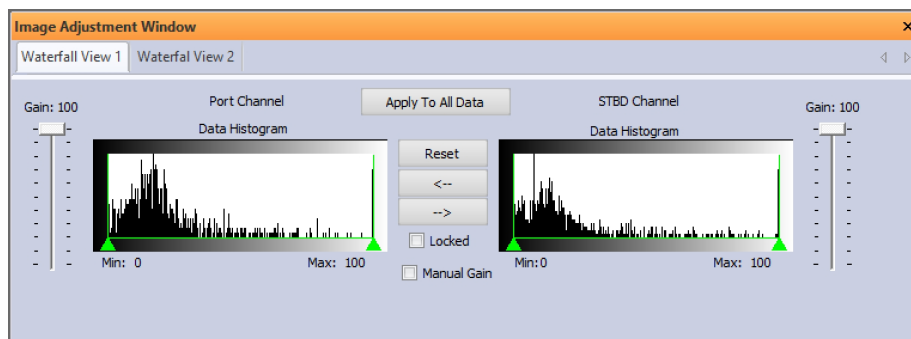 Image Adjustment Window
Waterfall View 1 Waterfal View 2
Gain: 100
Port Channel
Data Histogram
Min: 0
Max: 100
Apply To All Data
Reset
<--
-->
Locked
Manual Gain
STBD Channel
Data Histogram
Min:0
Max: 100
Gain: 100